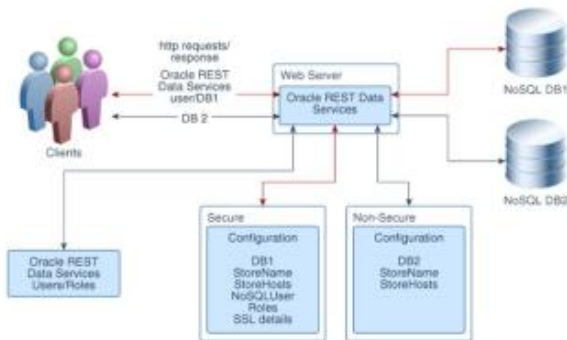 http requests/
response
Oracle REST
Data Services
user/DB1
DB 2
Clients
Web Server
Oracle REST Data
Services
NoSQL DB1
NoSQL DB2
Oracle REST
Data Services
Users/Roles
Secure
Configuration
DB1
StoreName
StoreHosts
NoSQLUser
Roles
SSL details
Non-Secure
Configuration
DB2
StoreName
StoreHosts